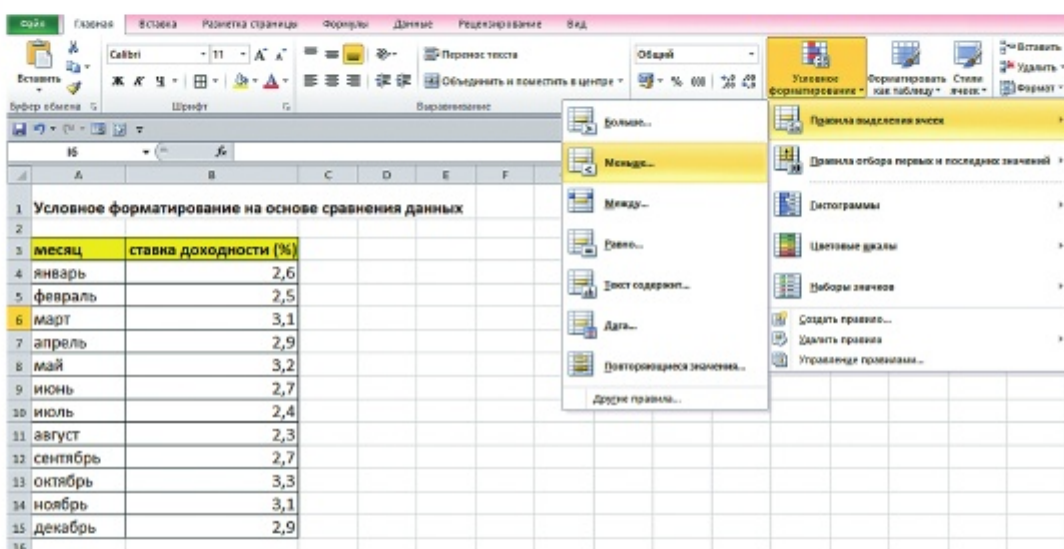 Файл Главная Вставка Разметка страницы Формулы Данные Рецензирование Вид
Вставить
Calibri 11
Ж К Ч
Перенос текста
Объединить и поместить в центре
Общий
% 000
Условное форматирование
Форматировать как таблицу
Стили ячеек
Вставить
Удалить
Формат
Буфер обмена Шрифт Выравнивание
I6 fx
A B C D E F
1 Условное форматирование на основе сравнения данных
2
3 месяц ставка доходности (%)
4 январь 2,6
5 февраль 2,5
6 март 3,1
7 апрель 2,9
8 май 3,2
9 июнь 2,7
10 июль 2,4
11 август 2,3
12 сентябрь 2,7
13 октябрь 3,3
14 ноябрь 3,1
15 декабрь 2,9
16
Больше...
Меньше...
Между...
Равно...
Текст содержит...
Дата...
Повторяющиеся значения...
Другие правила...
Правила выделения ячеек
Правила отбора первых и последних значений
Гистограммы
Цветовые шкалы
Наборы значков
Создать правило...
Удалить правила
Управление правилами...